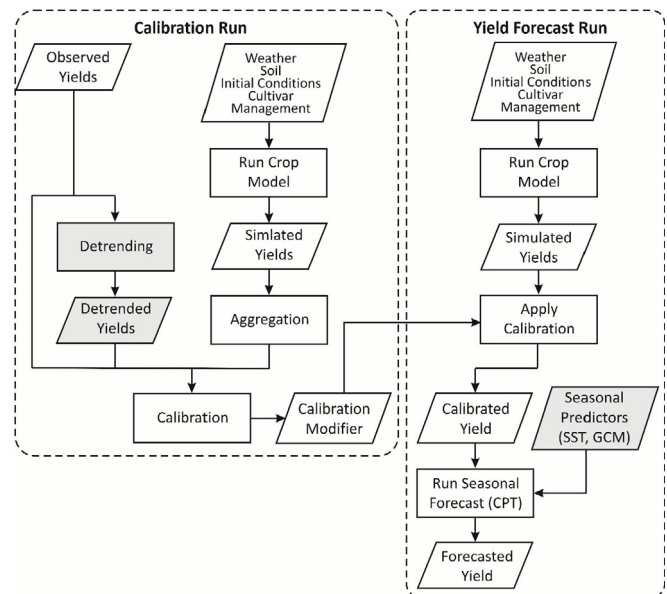 Calibration Run
Observed
Yields
Weather
Soil
Initial Conditions
Cultivar
Management
Run Crop
Model
Detrending
Simlated
Yields
Detrended
Yields
Aggregation
Calibration
Calibration
Modifier
Yield Forecast Run
Weather
Soil
Initial Conditions
Cultivar
Management
Run Crop
Model
Simulated
Yields
Apply
Calibration
Calibrated
Yield
Seasonal
Predictors
(SST, GCM)
Run Seasonal
Forecast (CPT)
Forecasted
Yield